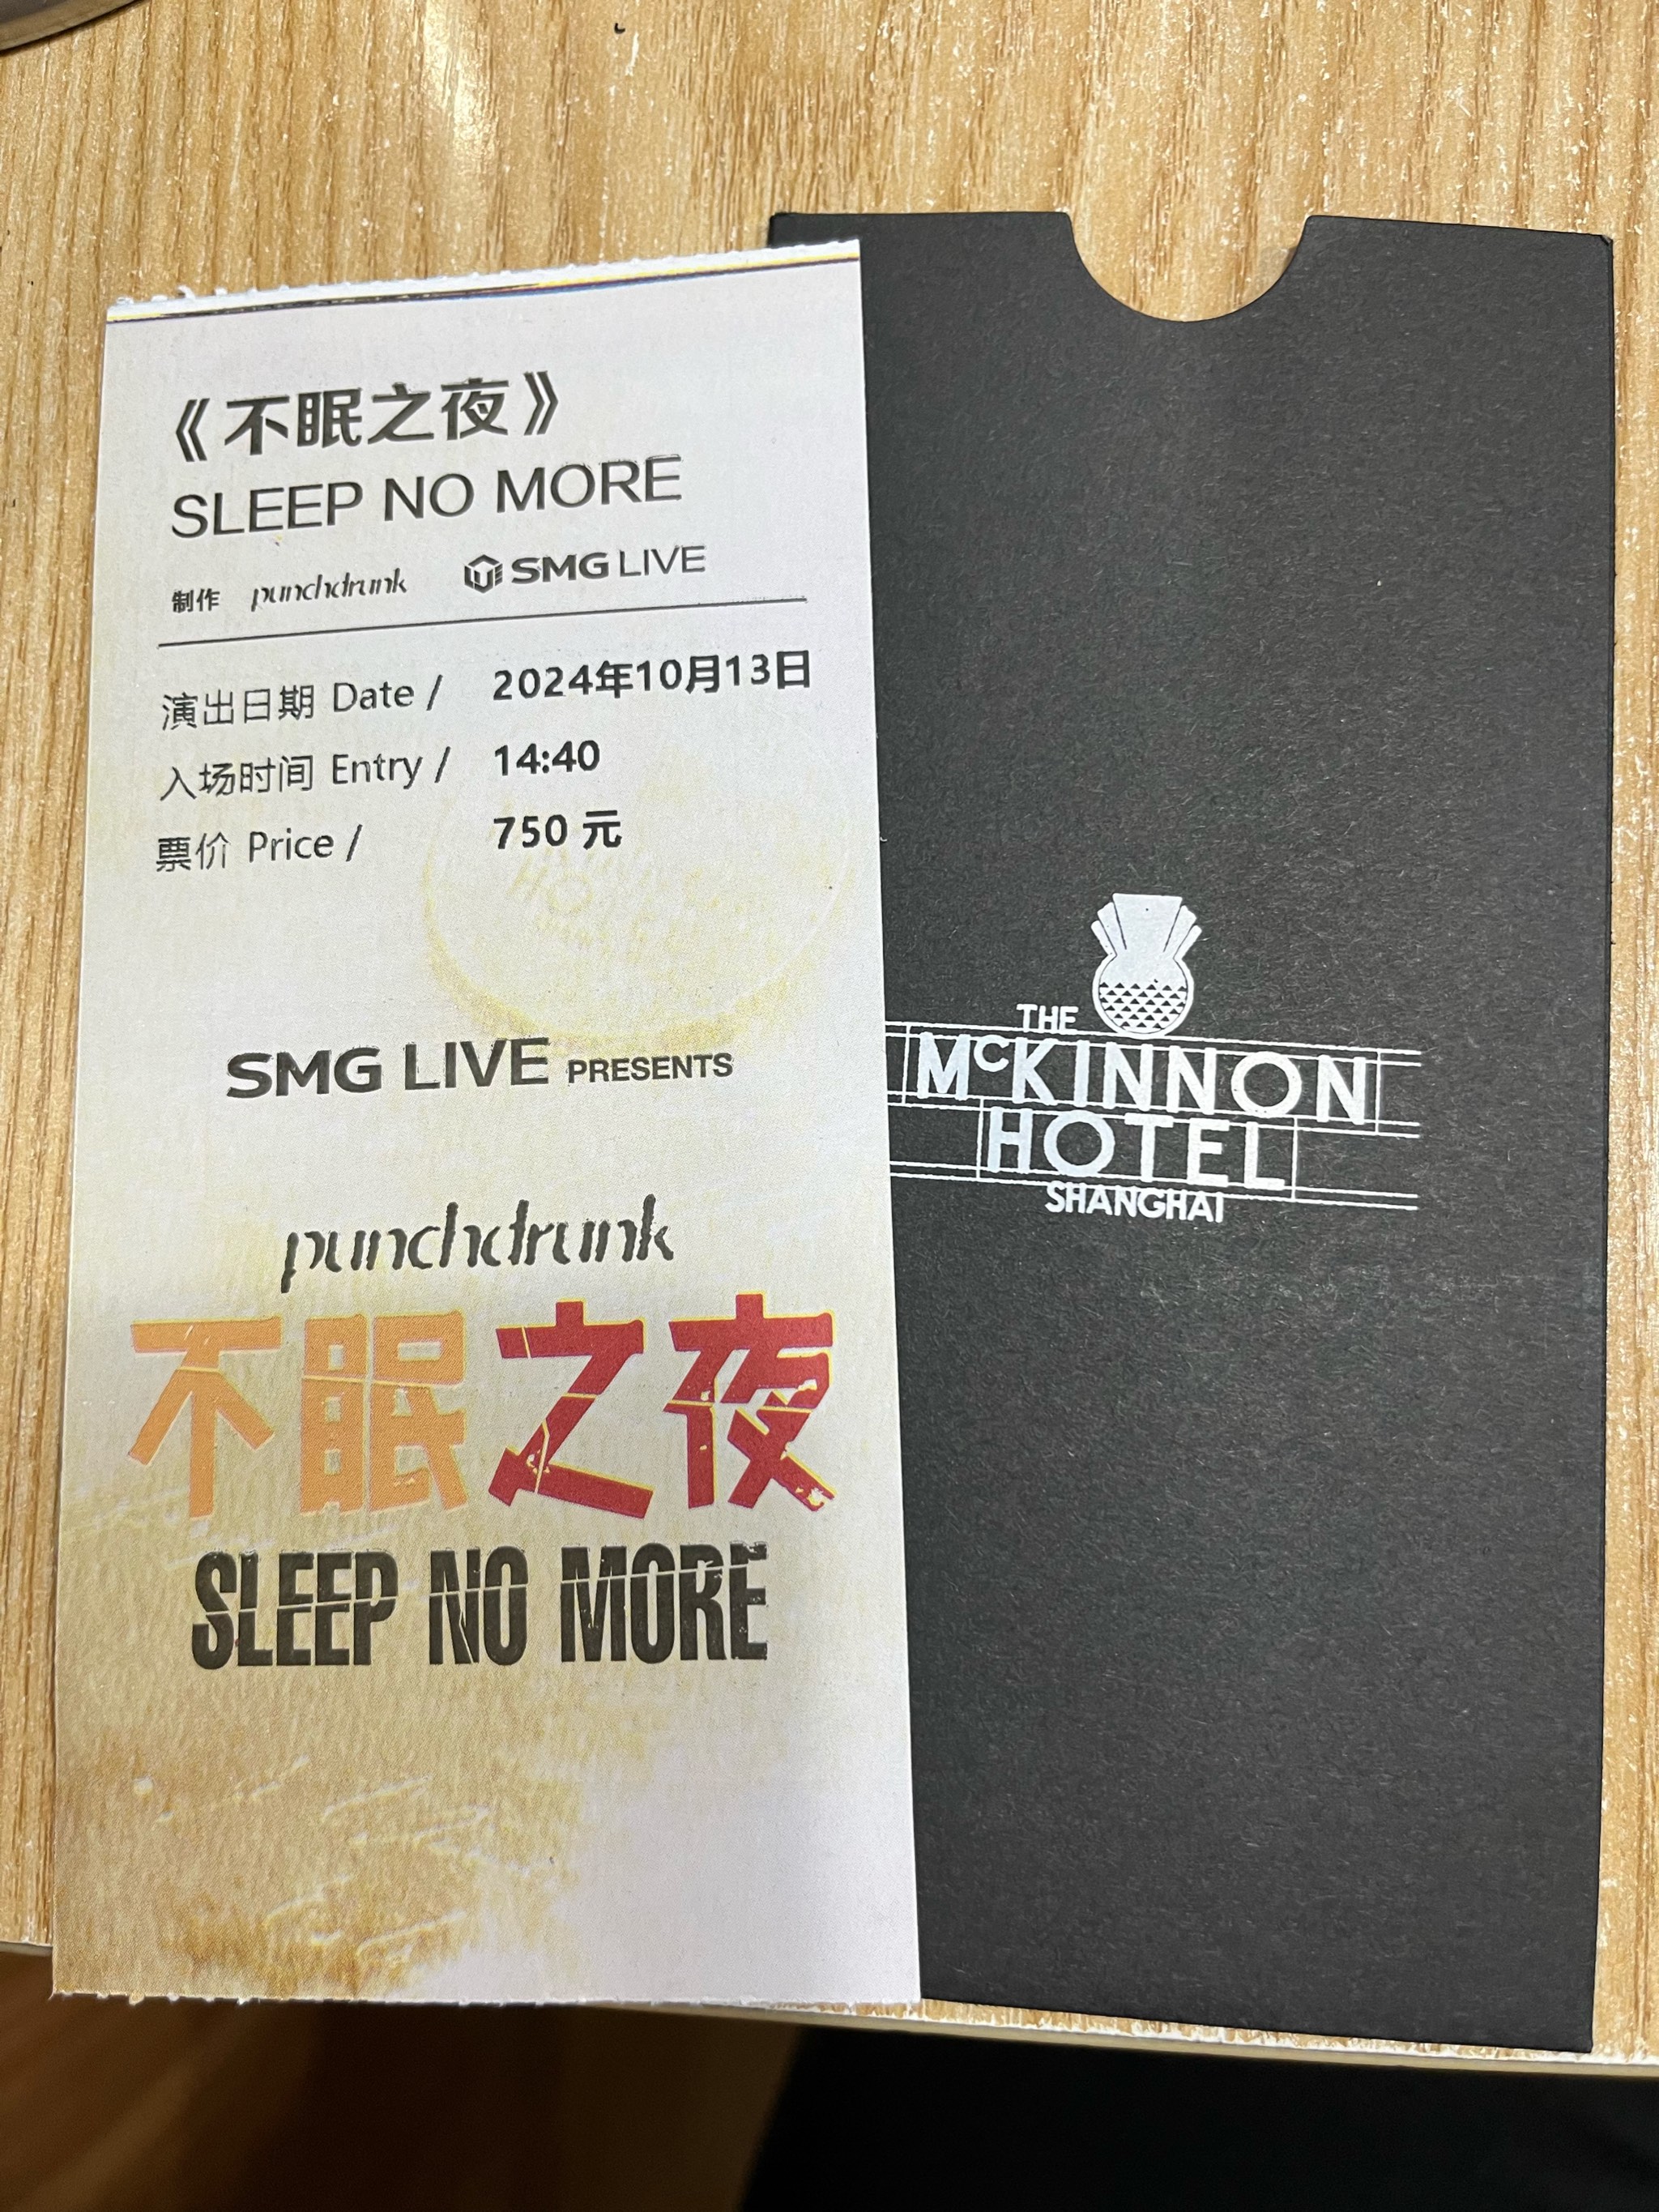 《不眠之夜》
SLEEP NO MORE
制作 punchdrunk SMG LIVE
演出日期 Date / 2024年10月13日
入场时间 Entry / 14:40
票价 Price / 750 元
SMG LIVE PRESENTS
punchdrunk
不眠之夜
SLEEP NO MORE
THE
McKINNON
HOTEL
SHANGHAI